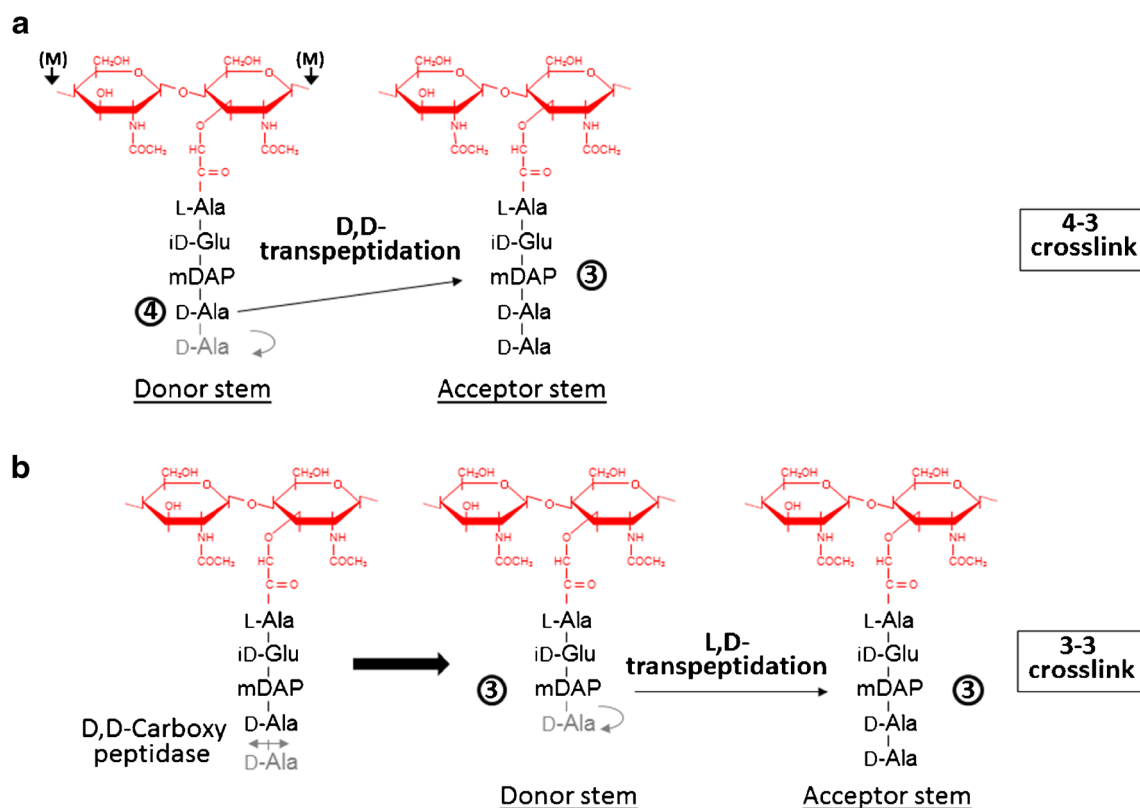 a
(M) (M)
CH₂OH CH₂OH CH₂OH CH₂OH
O O O O
OH O OH O
NH O NH NH O NH
COCH₃ HC COCH₃ COCH₃ HC COCH₃
C=O C=O
L-Ala L-Ala
iD-Glu D,D- iD-Glu
transpeptidation
mDAP mDAP 3
4 D-Ala D-Ala
D-Ala D-Ala
Donor stem Acceptor stem
4-3
crosslink
b
CH₂OH CH₂OH CH₂OH CH₂OH CH₂OH CH₂OH
O O O O O O
OH O OH O OH O
NH O NH NH O NH NH O NH
COCH₃ HC COCH₃ COCH₃ HC COCH₃ COCH₃ HC COCH₃
C=O C=O C=O
L-Ala L-Ala L-Ala
iD-Glu iD-Glu L,D- iD-Glu
transpeptidation
mDAP 3 mDAP mDAP 3
D-Ala D-Ala D-Ala
D,D-Carboxy
peptidase
D-Ala D-Ala
Donor stem Acceptor stem
3-3
crosslink